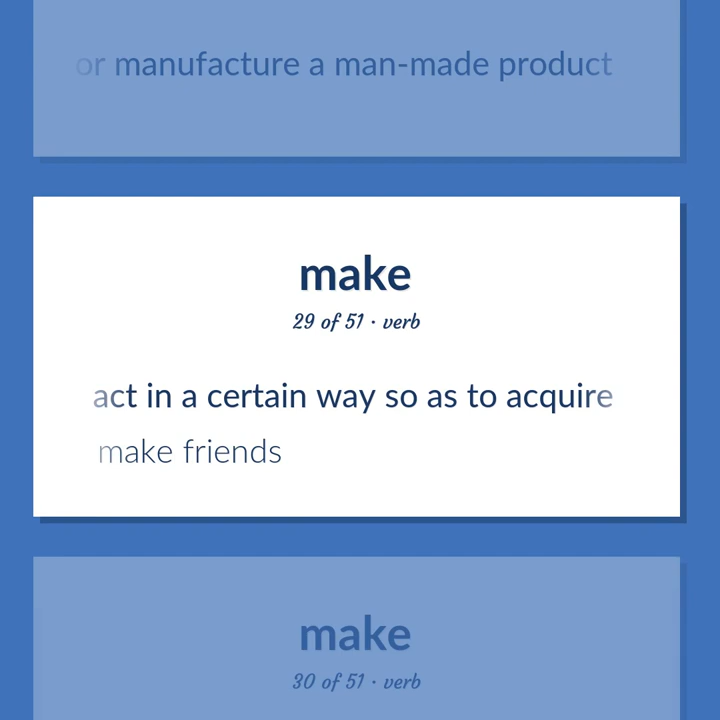 or manufacture a man-made product
make
29 of 51 · verb
act in a certain way so as to acquire
make friends
make
30 of 51 · verb